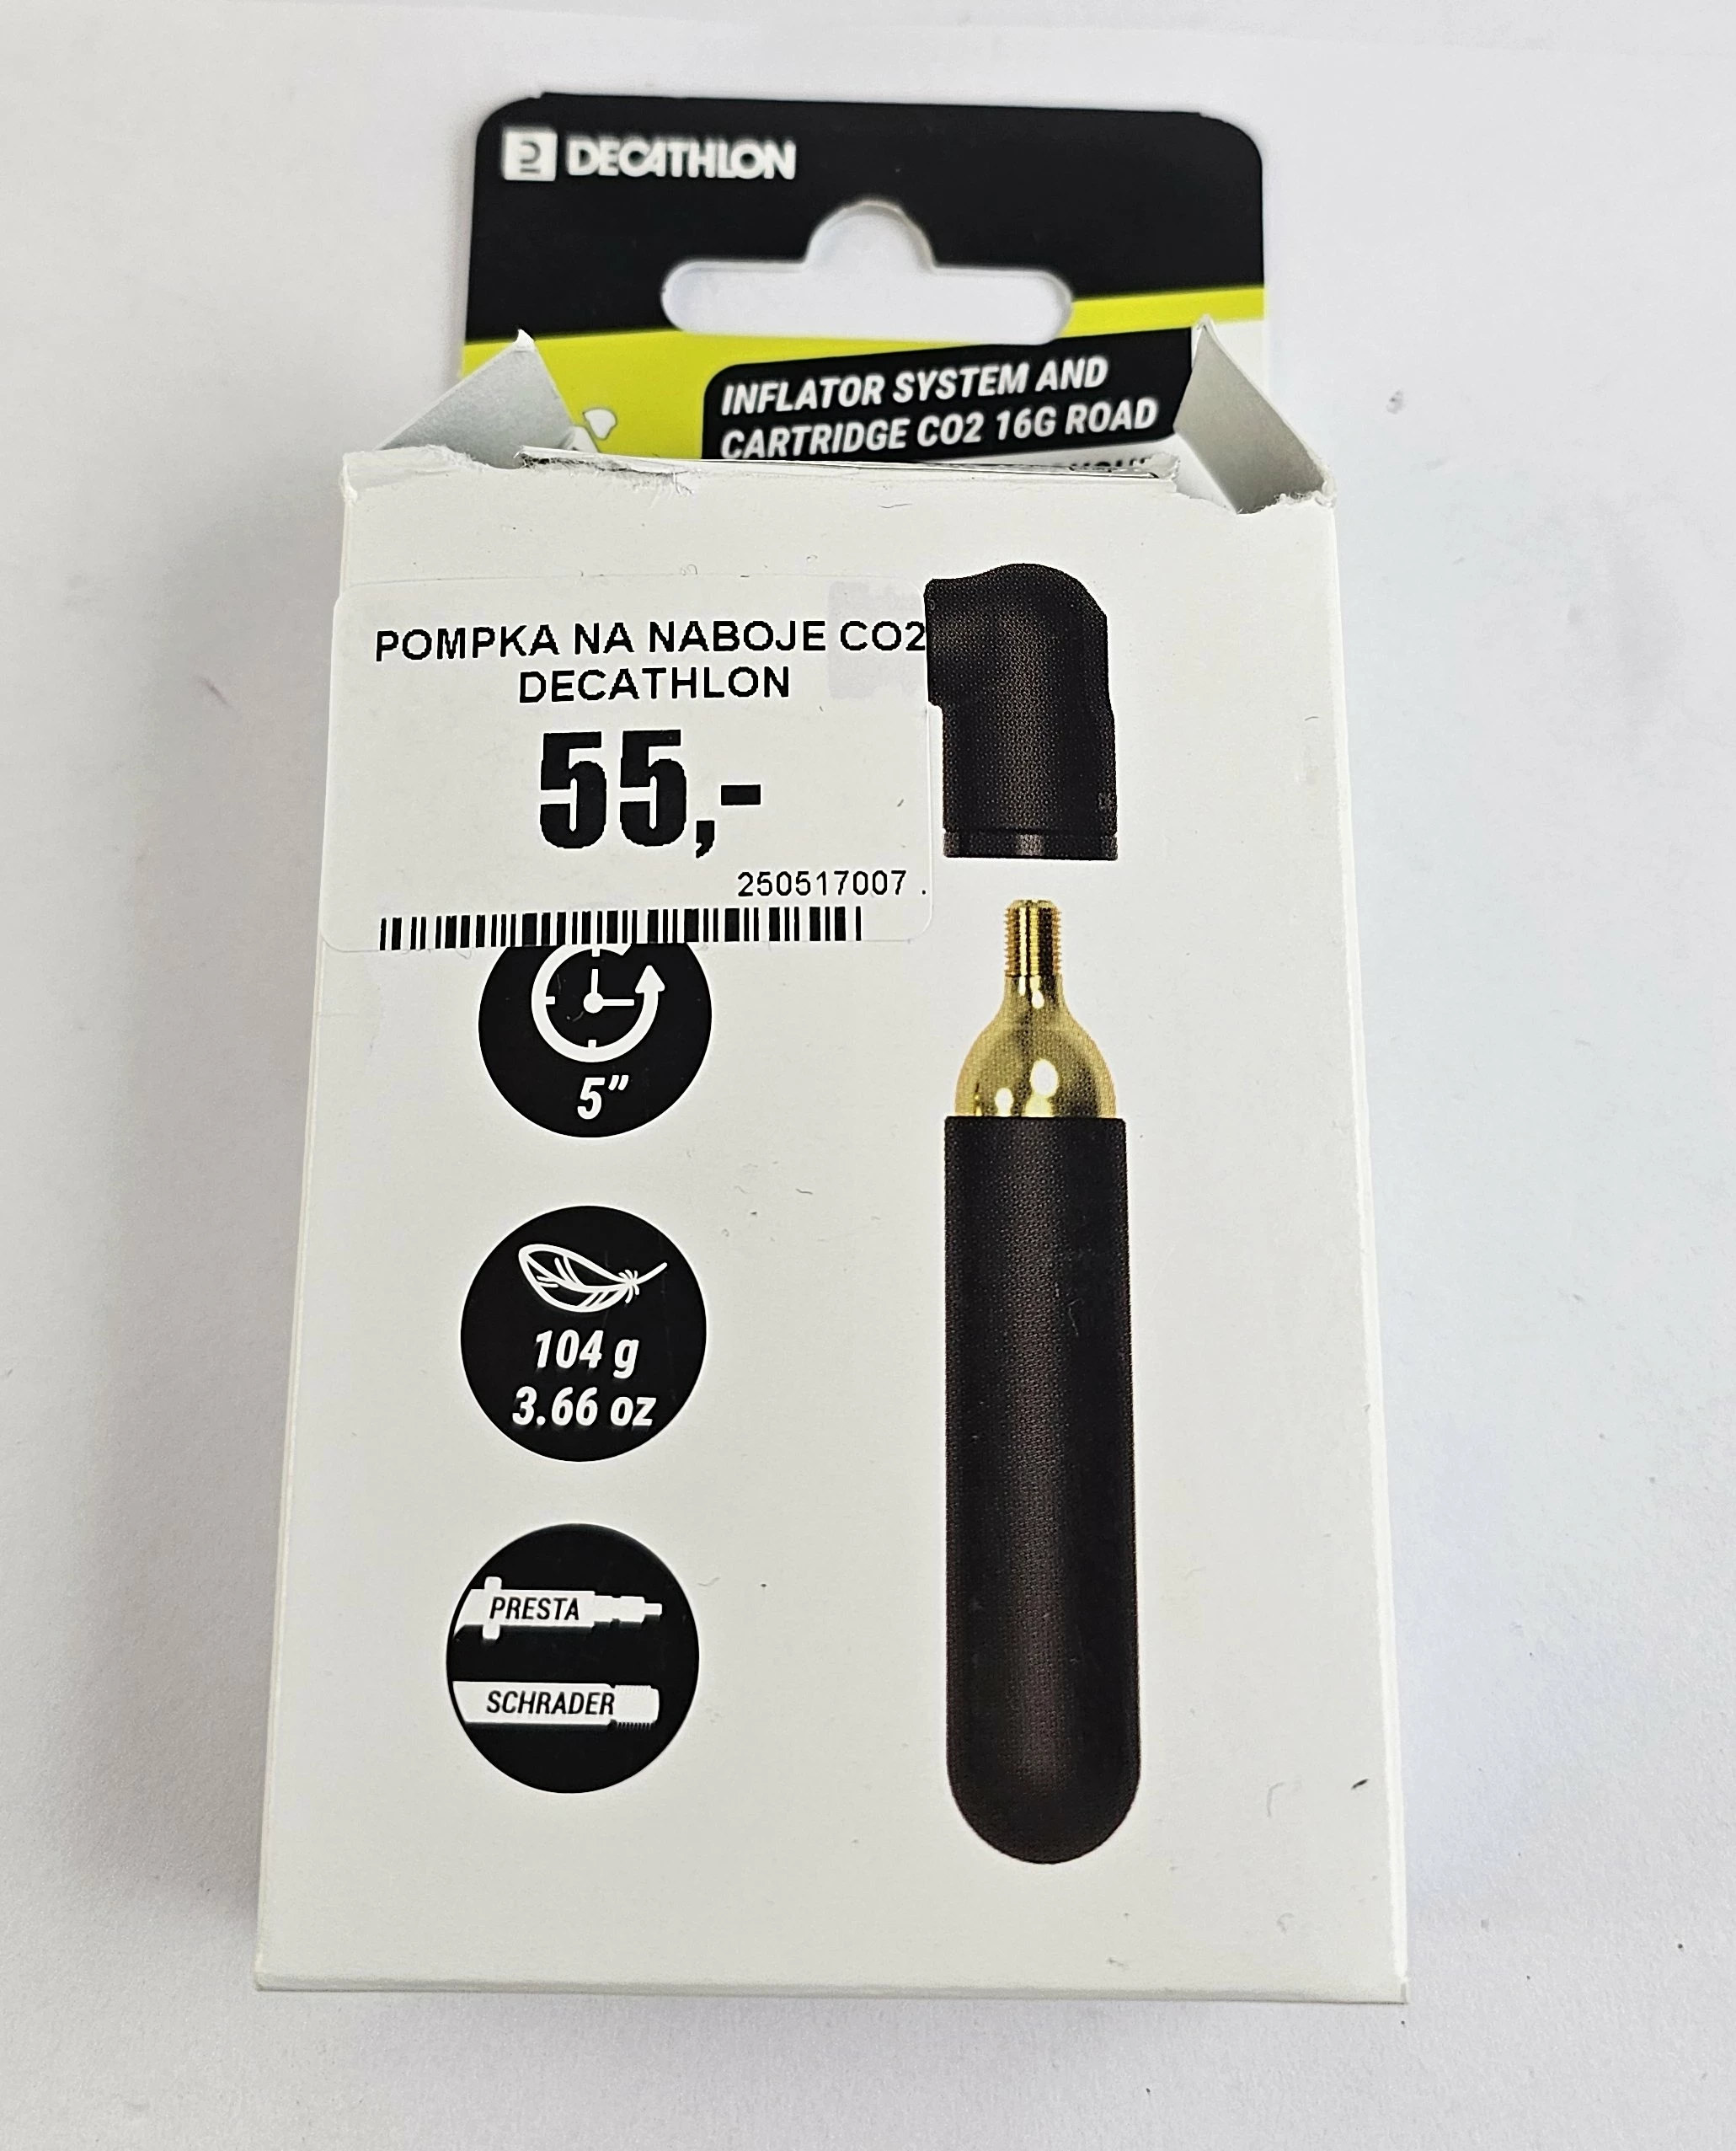 DECATHLON
INFLATOR SYSTEM AND
CARTRIDGE CO2 16G ROAD
POMPKA NA NABOJE CO2
DECATHLON
55,-
250517007 .
5"
104 g
3.66 oz
PRESTA
SCHRADER